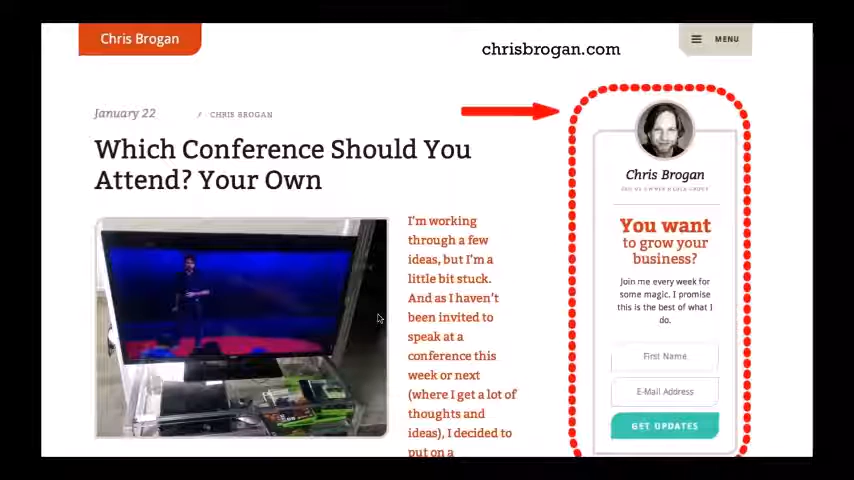 Chris Brogan
chrisbrogan.com
MENU
January 22
/ CHRIS BROGAN
Which Conference Should You
Attend? Your Own
I'm working
through a few
ideas, but I'm a
little bit stuck.
And as I haven't
been invited to
speak at a
conference this
week or next
(where I get a lot of
thoughts and
ideas), I decided to
put on a
Chris Brogan
You want
to grow your
business?
Join me every week for
some magic. I promise
this is the best of what I
do.
First Name
E-Mail Address
GET UPDATES